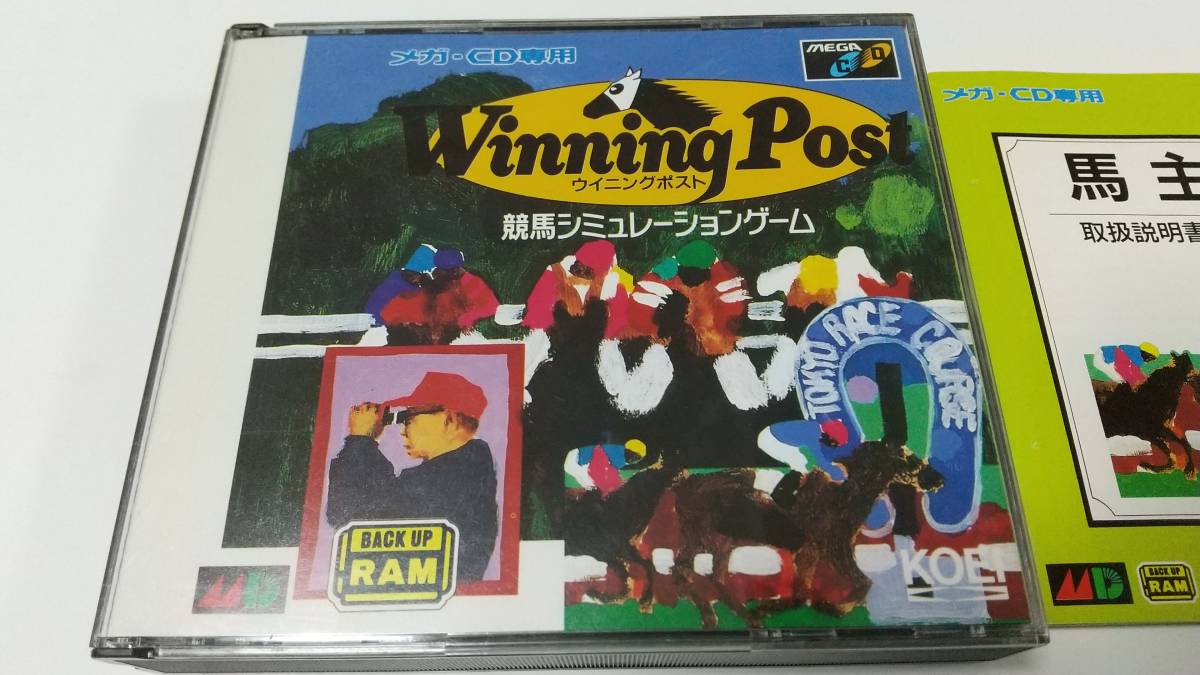 メガ・CD専用
MEGA
CD
Winning Post
ウイニングポスト
競馬シミュレーションゲーム
TOKYO RACE COURSE
BACK UP
RAM
MD
KOEI
メガ・CD専用
馬主
取扱説明書
MD
BACK UP
RAM